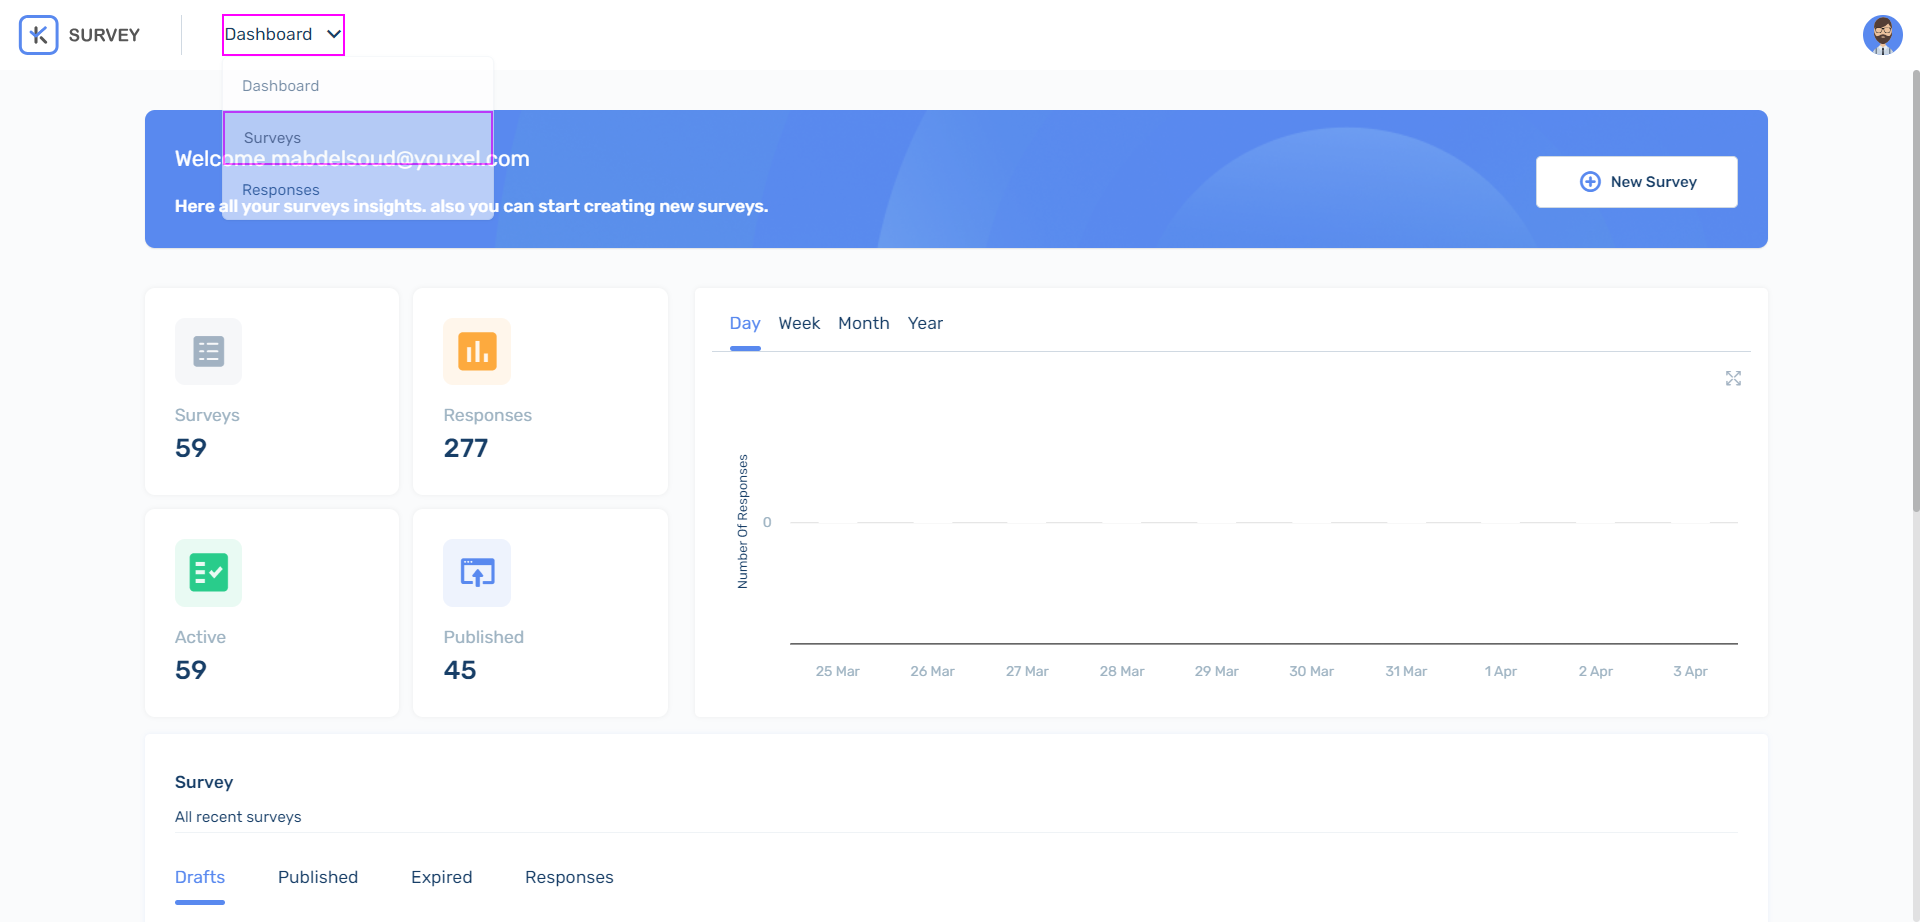 SURVEY
Dashboard
Dashboard
Surveys
Responses
Welcome mabdelsoud@youxel.com
Here all your surveys insights. also you can start creating new surveys.
New Survey
Surveys
59
Responses
277
Active
59
Published
45
Day Week Month Year
Number Of Responses
0
25 Mar 26 Mar 27 Mar 28 Mar 29 Mar 30 Mar 31 Mar 1 Apr 2 Apr 3 Apr
Survey
All recent surveys
Drafts Published Expired Responses